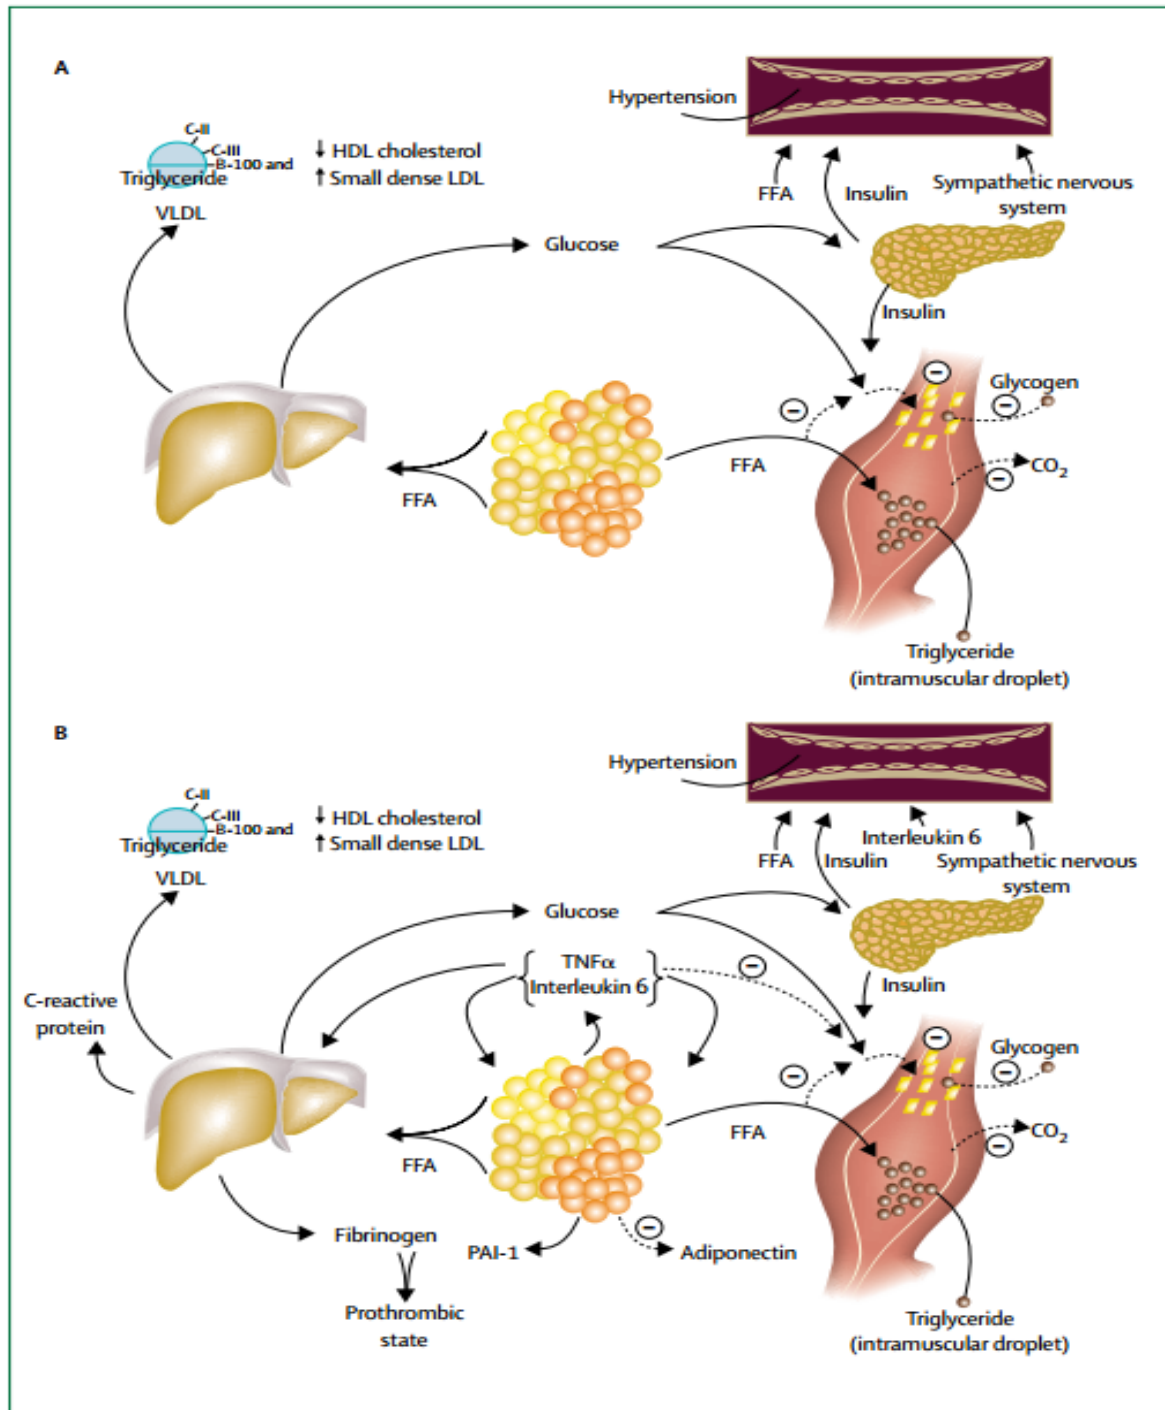 A
Hypertension
C-II
C-III
B-100 and
Triglyceride
VLDL
↓ HDL cholesterol
↑ Small dense LDL
FFA
Insulin
Sympathetic nervous
system
Glucose
Insulin
Glycogen
FFA
FFA
CO2
Triglyceride
(intramuscular droplet)
B
Hypertension
C-II
C-III
B-100 and
Triglyceride
VLDL
↓ HDL cholesterol
↑ Small dense LDL
FFA
Insulin
Interleukin 6
Sympathetic nervous
system
Glucose
TNFα
Interleukin 6
Insulin
C-reactive
protein
Glycogen
FFA
FFA
CO2
Fibrinogen
PAI-1
Adiponectin
Prothrombic
state
Triglyceride
(intramuscular droplet)